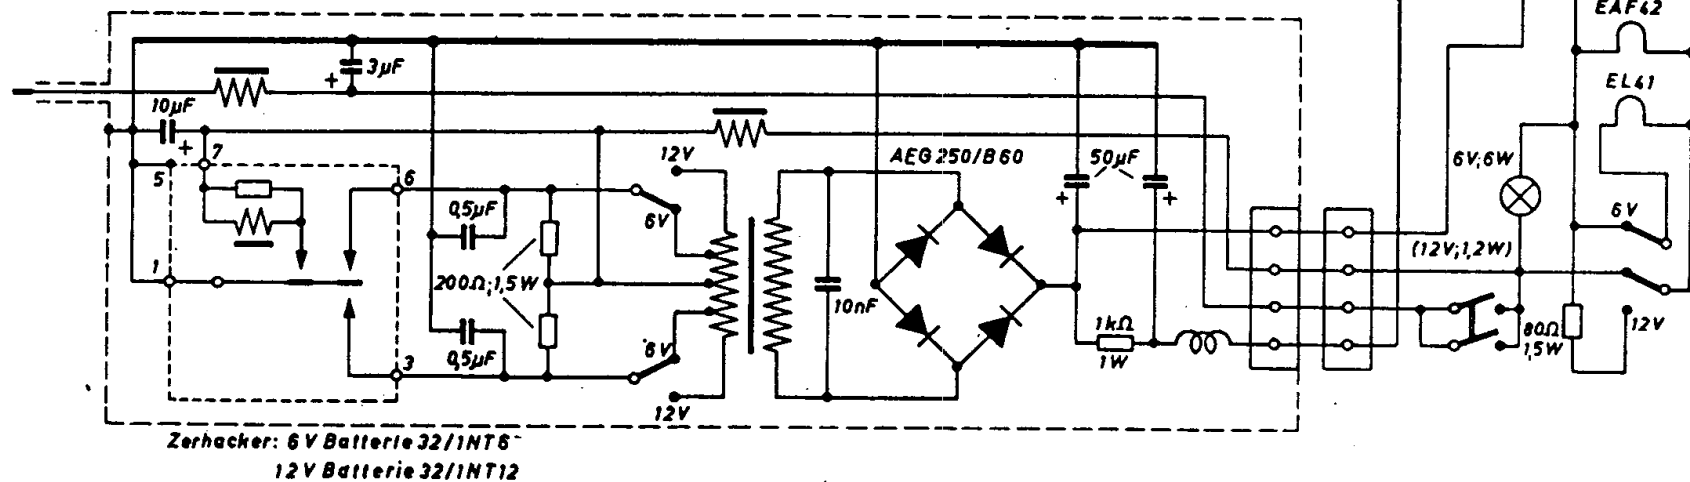 EAF42
3µF
+
EL41
10µF
+
7
12V
AEG 250/B60
50µF
6V;6W
5
6
+
+
0,5µF
6V
6V
(12V;1,2W)
1
200Ω;1,5W
10nF
0,5µF
6V
1kΩ
1W
80Ω
1,5W
12V
3
12V
Zerhacker: 6V Batterie 32/1NT6
12V Batterie 32/1NT12